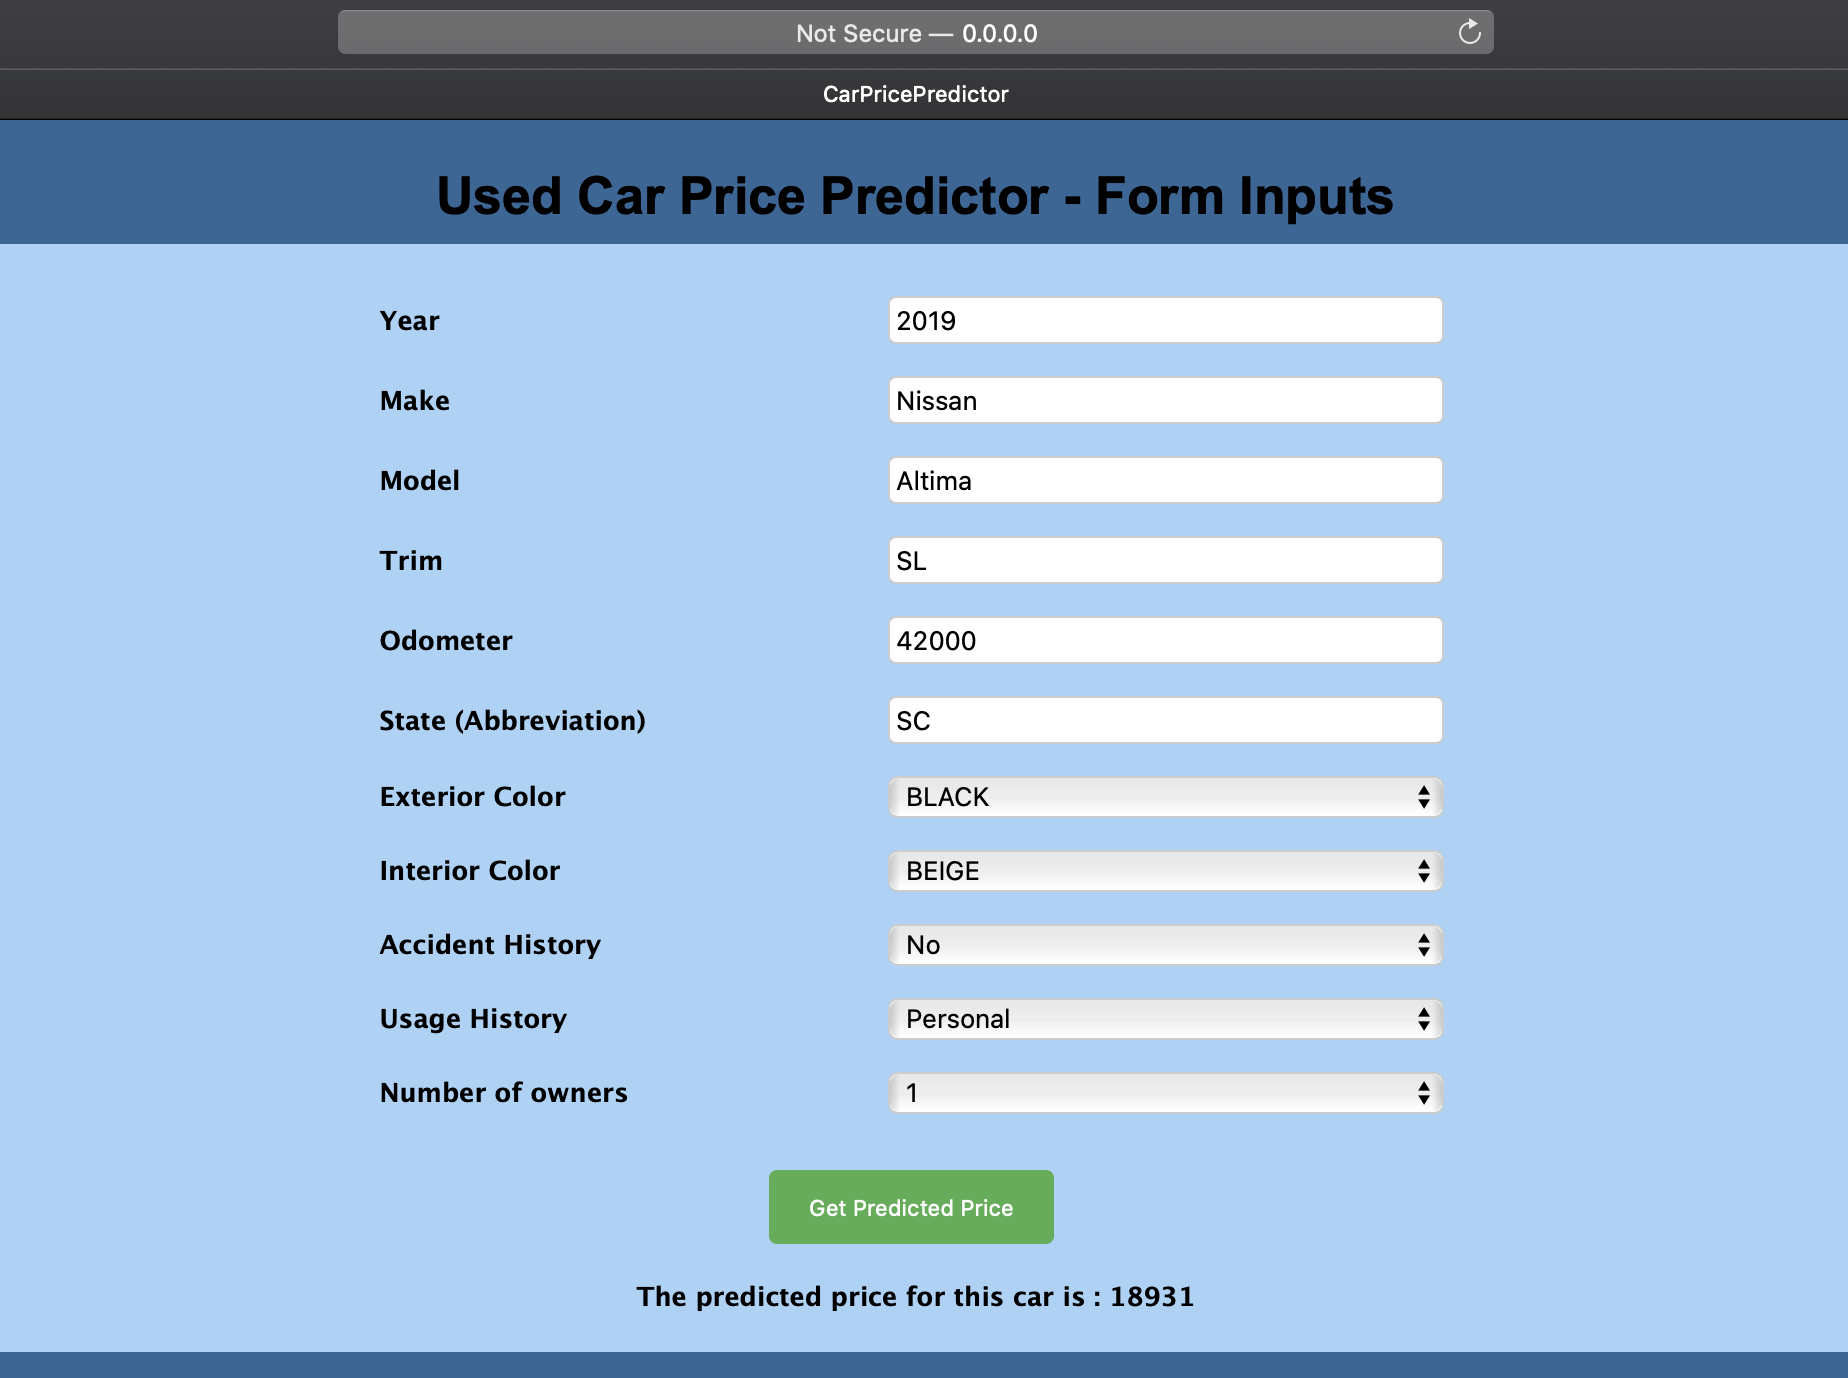 Not Secure — 0.0.0.0
CarPricePredictor
Used Car Price Predictor - Form Inputs
Year 2019
Make Nissan
Model Altima
Trim SL
Odometer 42000
State (Abbreviation) SC
Exterior Color BLACK
Interior Color BEIGE
Accident History No
Usage History Personal
Number of owners 1
Get Predicted Price
The predicted price for this car is : 18931